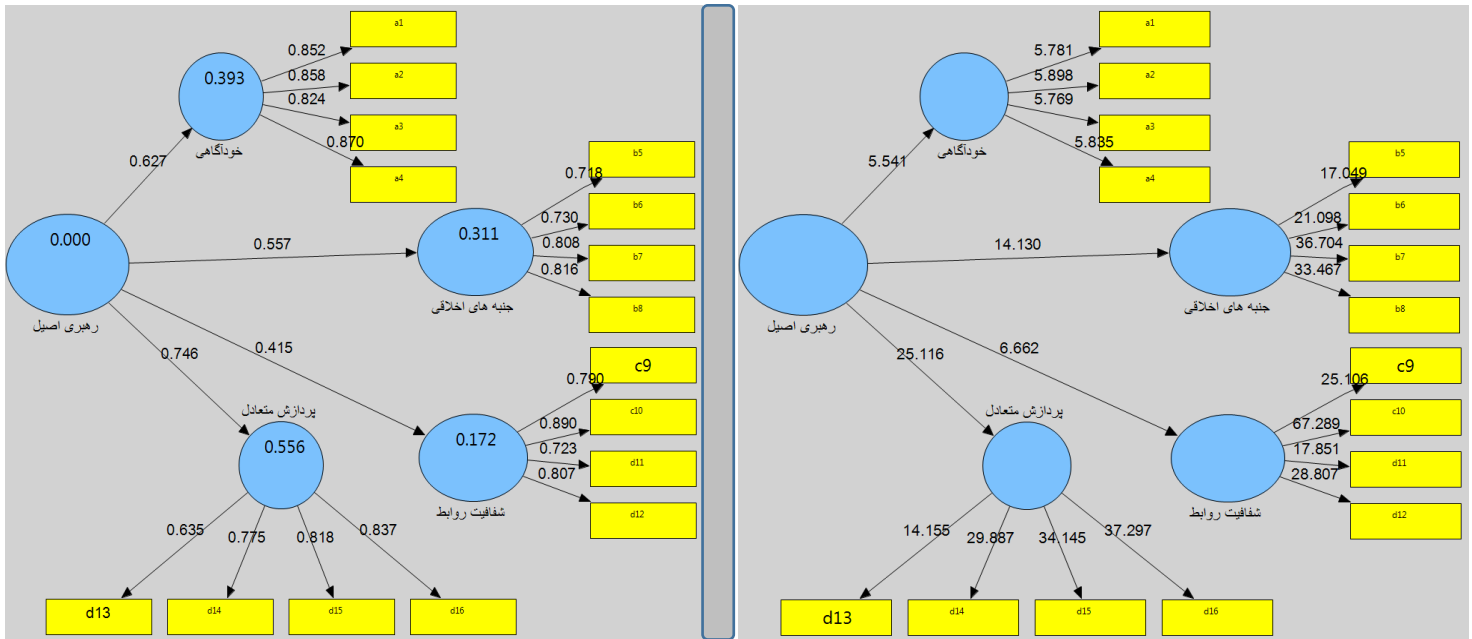 a1
0.852
0.393
0.858
a2
0.824
a3
0.870
خودآگاهی
a4
0.627
b5
0.718
b6
0.730
0.000
0.557
0.311
0.808
b7
0.816
رهبری اصیل
جنبه های اخلاقی
b8
0.746
0.415
c9
0.790
پردازش متعادل
c10
0.890
0.556
0.172
0.723
d11
0.807
شفافیت روابط
d12
0.635
0.775
0.818
0.837
d13
d14
d15
d16
a1
5.781
5.898
a2
5.769
a3
5.835
خودآگاهی
a4
5.541
b5
17.049
b6
21.098
14.130
36.704
b7
33.467
رهبری اصیل
جنبه های اخلاقی
b8
25.116
6.662
c9
25.106
پردازش متعادل
c10
67.289
17.851
d11
28.807
شفافیت روابط
d12
14.155
29.887
34.145
37.297
d13
d14
d15
d16